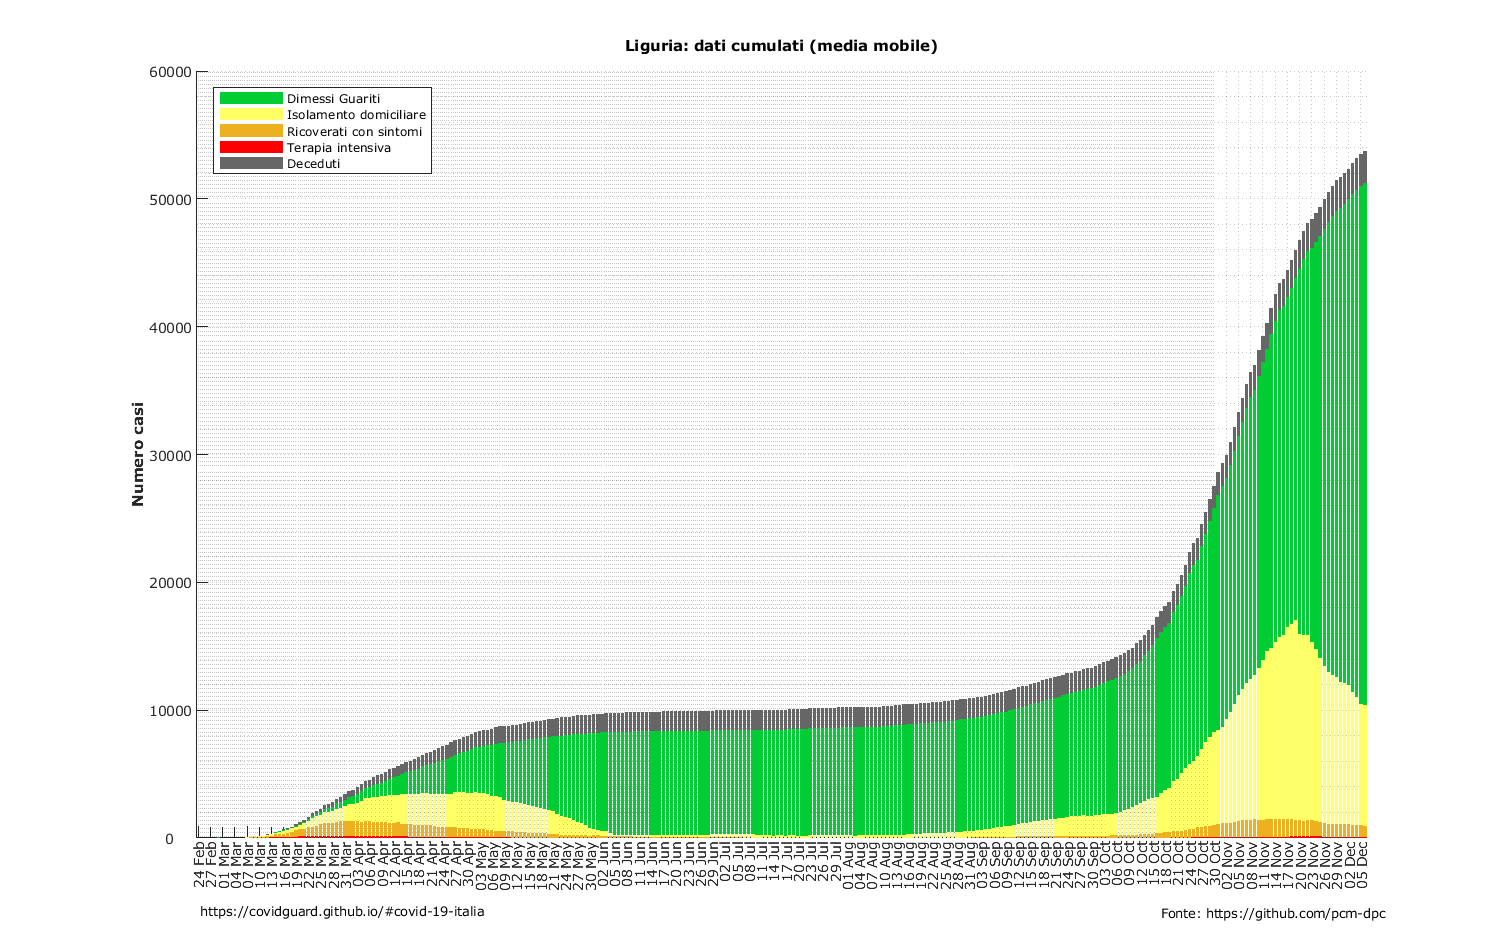 Liguria: dati cumulati (media mobile)
60000
50000
40000
30000
20000
10000
0
Numero casi
Dimessi Guariti
Isolamento domiciliare
Ricoverati con sintomi
Terapia intensiva
Deceduti
24 Feb
27 Feb
01 Mar
04 Mar
07 Mar
10 Mar
13 Mar
16 Mar
19 Mar
22 Mar
25 Mar
28 Mar
31 Mar
03 Apr
06 Apr
09 Apr
12 Apr
15 Apr
18 Apr
21 Apr
24 Apr
27 Apr
30 Apr
03 May
06 May
09 May
12 May
15 May
18 May
21 May
24 May
27 May
30 May
02 Jun
05 Jun
08 Jun
11 Jun
14 Jun
17 Jun
20 Jun
23 Jun
26 Jun
29 Jun
02 Jul
05 Jul
08 Jul
11 Jul
14 Jul
17 Jul
20 Jul
23 Jul
26 Jul
29 Jul
01 Aug
04 Aug
07 Aug
10 Aug
13 Aug
16 Aug
19 Aug
22 Aug
25 Aug
28 Aug
31 Aug
03 Sep
06 Sep
09 Sep
12 Sep
15 Sep
18 Sep
21 Sep
24 Sep
27 Sep
30 Sep
03 Oct
06 Oct
09 Oct
12 Oct
15 Oct
18 Oct
21 Oct
24 Oct
27 Oct
30 Oct
02 Nov
05 Nov
08 Nov
11 Nov
14 Nov
17 Nov
20 Nov
23 Nov
26 Nov
29 Nov
02 Dec
05 Dec
https://covidguard.github.io/#covid-19-italia
Fonte: https://github.com/pcm-dpc